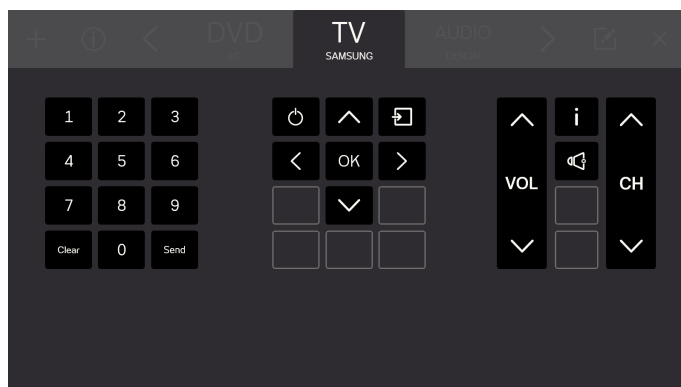 DVD TV AUDIO
SAMSUNG DENON
1 2 3
4 5 6
7 8 9
Clear 0 Send
OK
VOL
i
CH